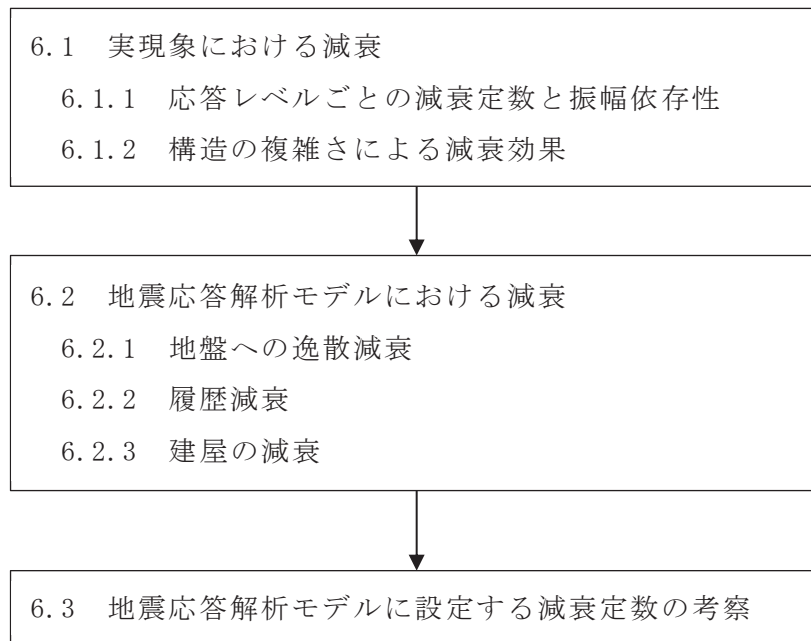 6.1 実現象における減衰
6.1.1 応答レベルごとの減衰定数と振幅依存性
6.1.2 構造の複雑さによる減衰効果
6.2 地震応答解析モデルにおける減衰
6.2.1 地盤への逸散減衰
6.2.2 履歴減衰
6.2.3 建屋の減衰
6.3 地震応答解析モデルに設定する減衰定数の考察